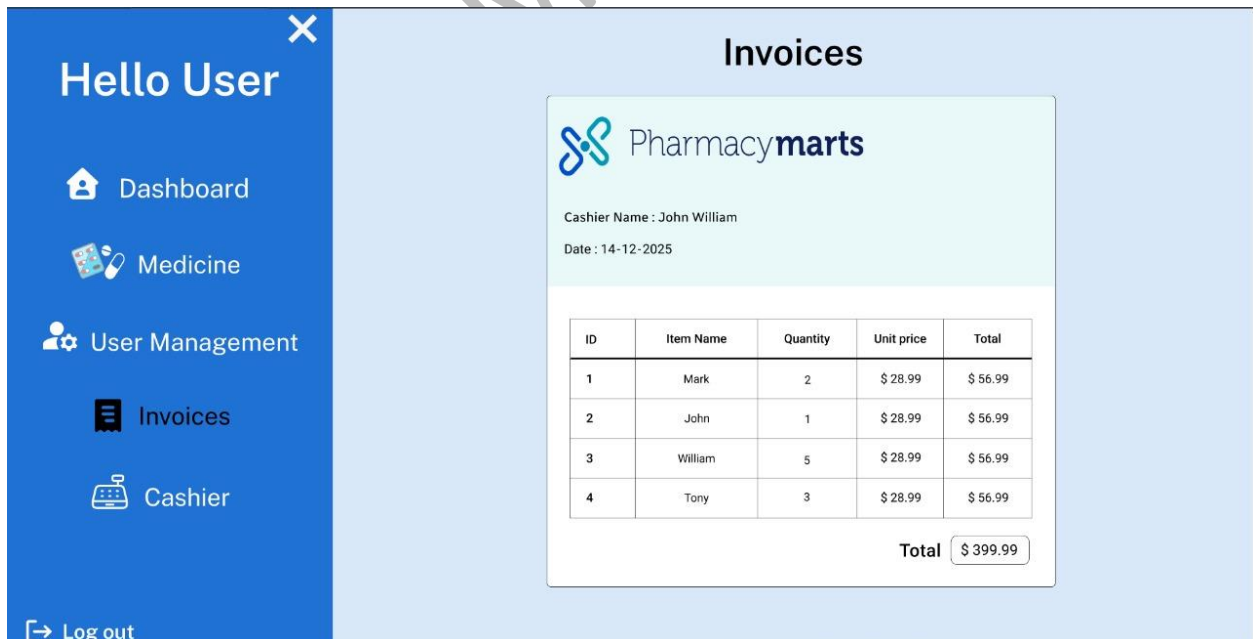 Hello User
Dashboard
Medicine
User Management
Invoices
Cashier
Log out
Invoices
Pharmacymarts
Cashier Name : John William
Date : 14-12-2025
ID Item Name Quantity Unit price Total
1 Mark 2 $ 28.99 $ 56.99
2 John 1 $ 28.99 $ 56.99
3 William 5 $ 28.99 $ 56.99
4 Tony 3 $ 28.99 $ 56.99
Total $ 399.99